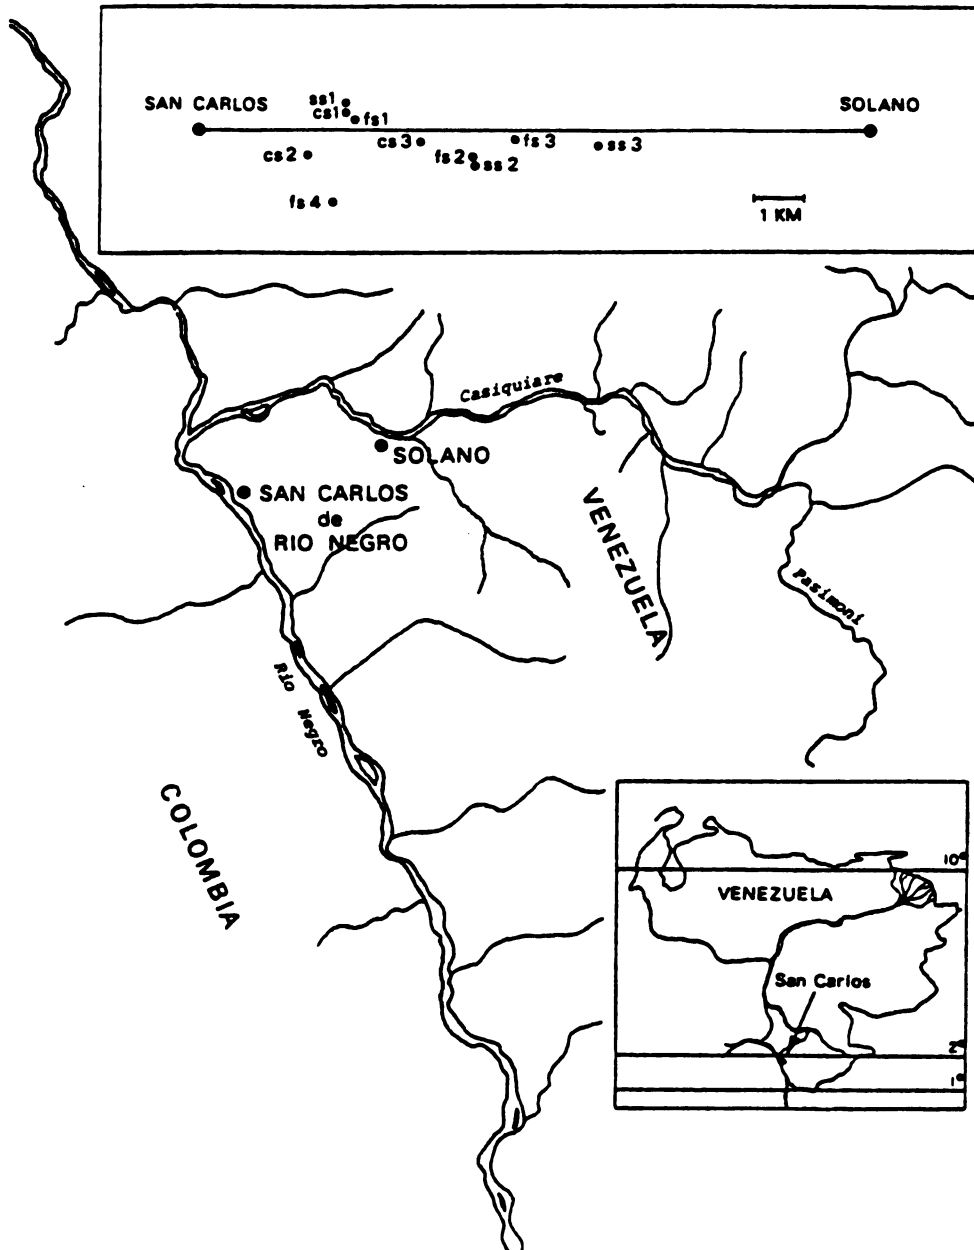 SAN CARLOS
SOLANO
ss1
cs1
fs1
cs2
cs3
fs2
ss2
fs3
ss3
fs4
1 KM
Casiquiare
SOLANO
SAN CARLOS
de
RIO NEGRO
VENEZUELA
Pasimoni
Rio Negro
COLOMBIA
10°
VENEZUELA
San Carlos
2°
1°